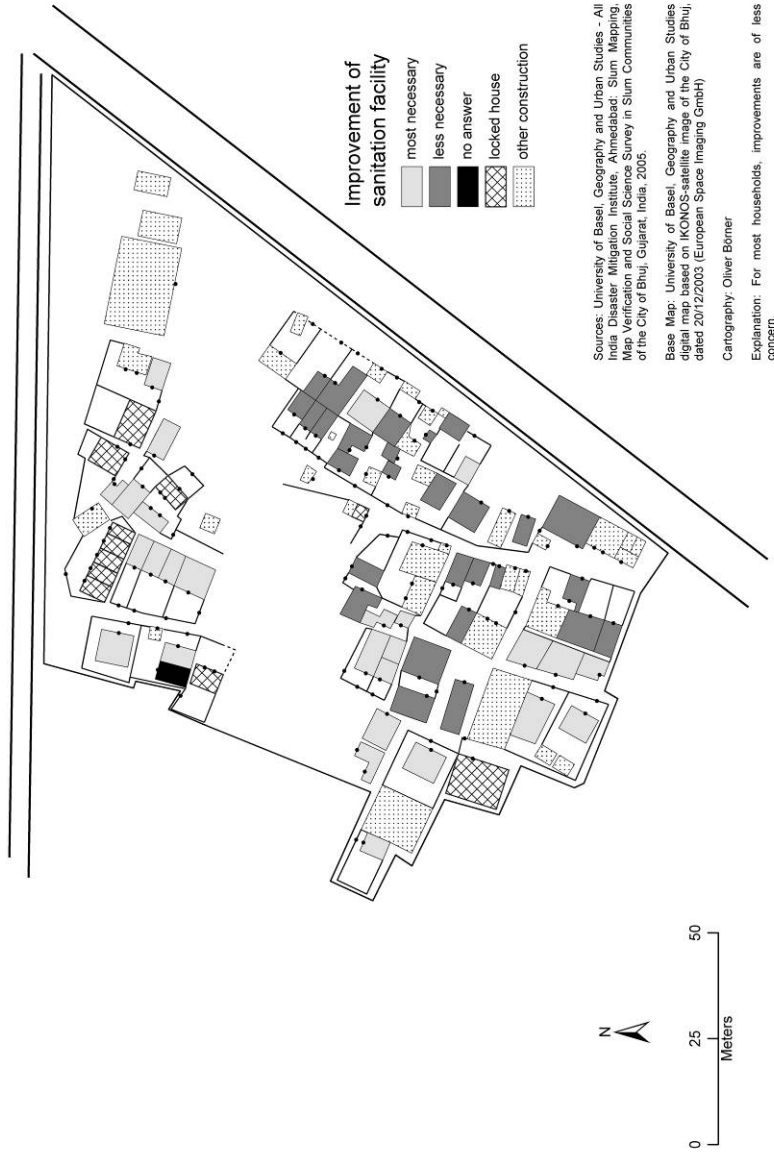 Improvement of
sanitation facility
most necessary
less necessary
no answer
locked house
other construction
Sources: University of Basel, Geography and Urban Studies - All
India Disaster Mitigation Institute, Ahmedabad: Slum Mapping,
Map Verification and Social Science Survey in Slum Communities
of the City of Bhuj, Gujarat, India, 2005.
Base Map: University of Basel, Geography and Urban Studies
digital map based on IKONOS-satellite image of the City of Bhuj,
dated 20/12/2003 (European Space Imaging GmbH)
Cartography: Oliver Börner
Explanation: For most households, improvements are of less
concern.
N
0 25 50
Meters